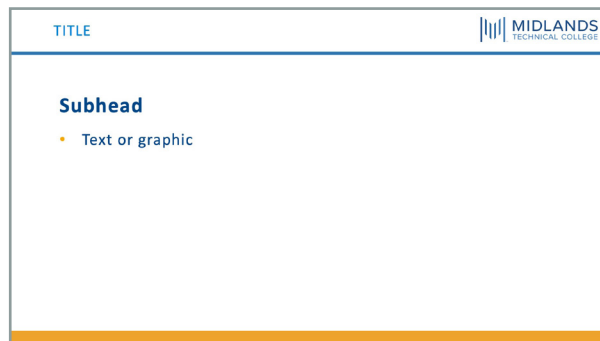 TITLE
MIDLANDS
TECHNICAL COLLEGE
Subhead
• Text or graphic